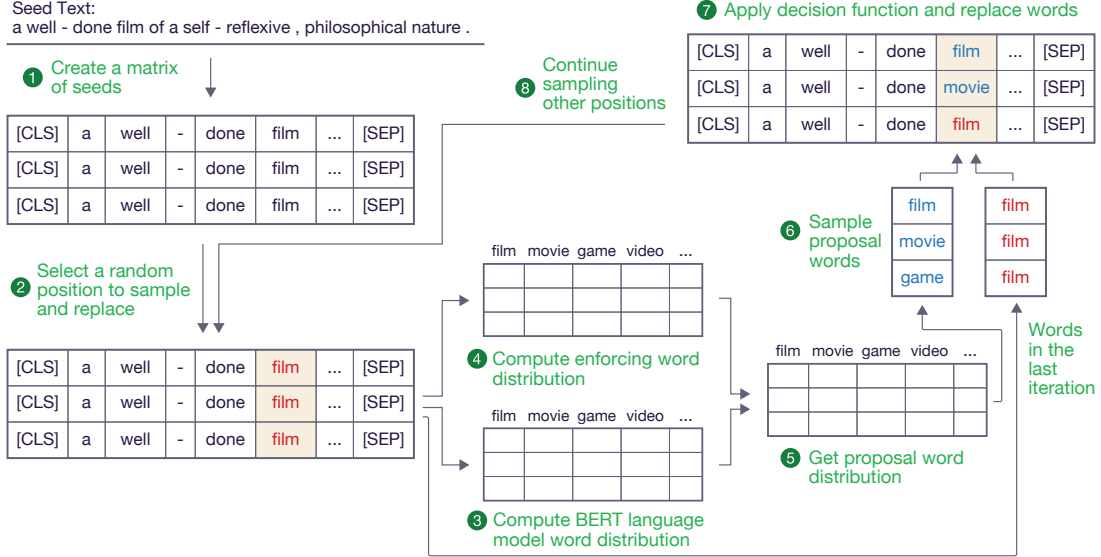 Seed Text:
a well - done film of a self - reflexive , philosophical nature .
1 Create a matrix
of seeds
[CLS] a well - done film ... [SEP]
[CLS] a well - done film ... [SEP]
[CLS] a well - done film ... [SEP]
2 Select a random
position to sample
and replace
[CLS] a well - done film ... [SEP]
[CLS] a well - done film ... [SEP]
[CLS] a well - done film ... [SEP]
film movie game video ...
4 Compute enforcing word
distribution
film movie game video ...
3 Compute BERT language
model word distribution
film movie game video ...
5 Get proposal word
distribution
6 Sample
proposal
words
film
movie
game
film
film
film
Words
in the
last
iteration
7 Apply decision function and replace words
[CLS] a well - done film ... [SEP]
[CLS] a well - done movie ... [SEP]
[CLS] a well - done film ... [SEP]
8 Continue
sampling
other positions